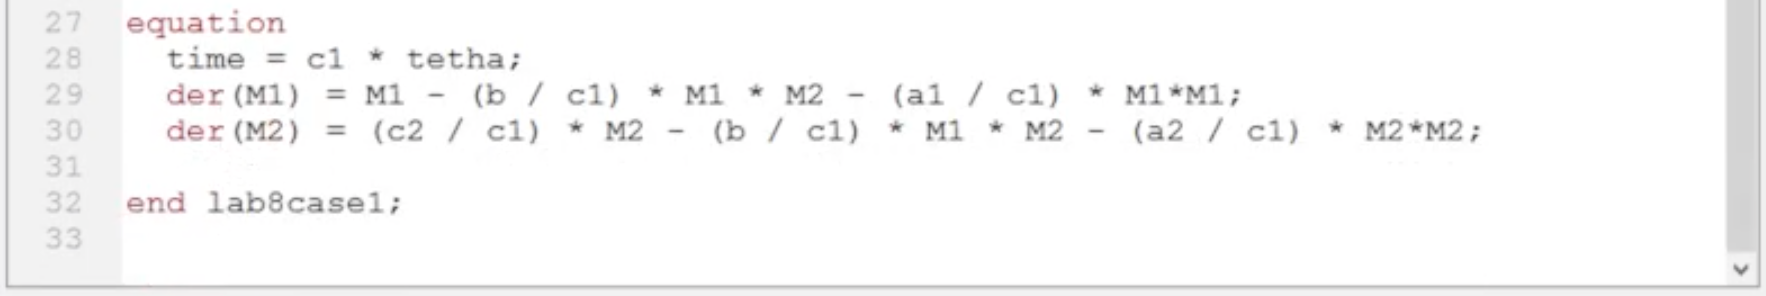 27 equation
28   time = c1 * tetha;
29   der(M1) = M1 - (b / c1) * M1 * M2 - (a1 / c1) * M1*M1;
30   der(M2) = (c2 / c1) * M2 - (b / c1) * M1 * M2 - (a2 / c1) * M2*M2;
31
32 end lab8case1;
33